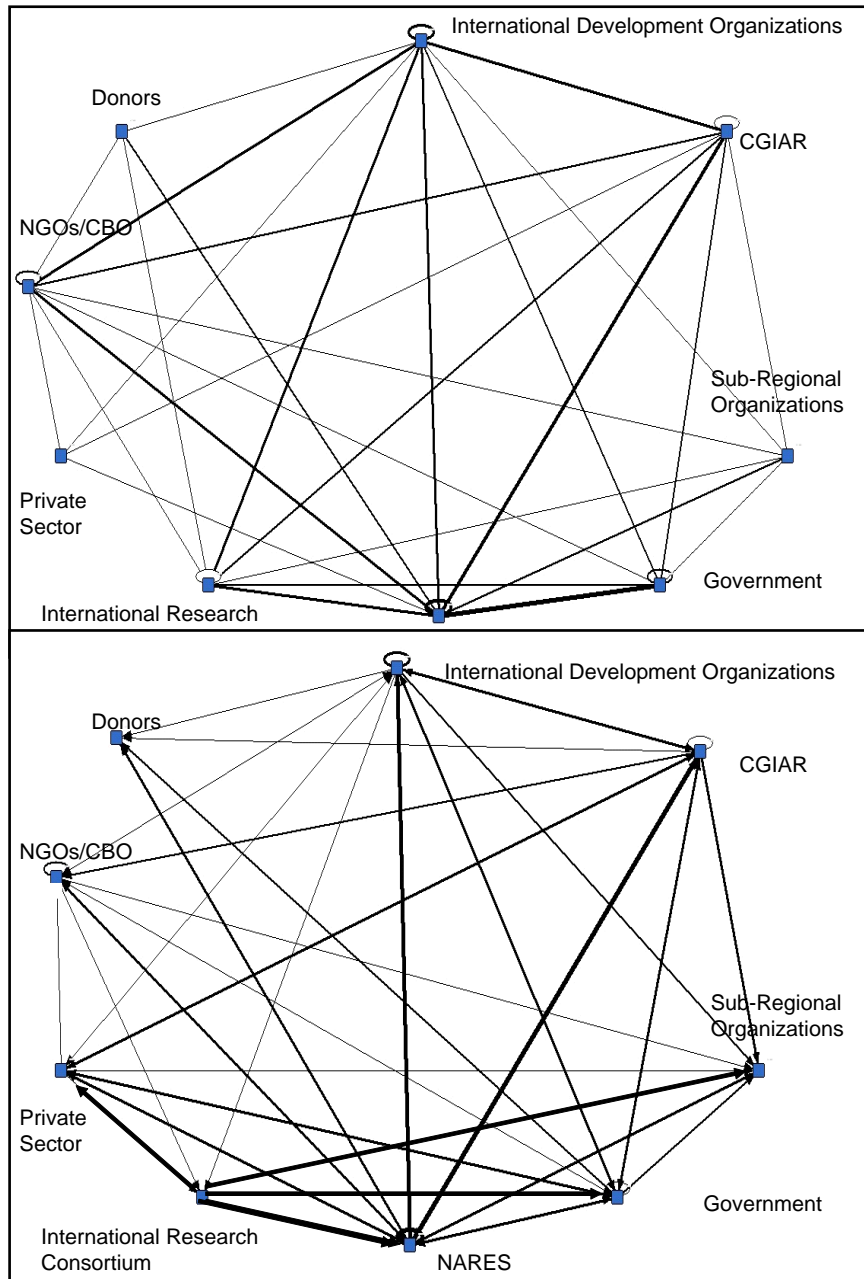 International Development Organizations
Donors
CGIAR
NGOs/CBO
Sub-Regional
Organizations
Private
Sector
Government
International Research
International Development Organizations
Donors
CGIAR
NGOs/CBO
Sub-Regional
Organizations
Private
Sector
Government
International Research
Consortium
NARES